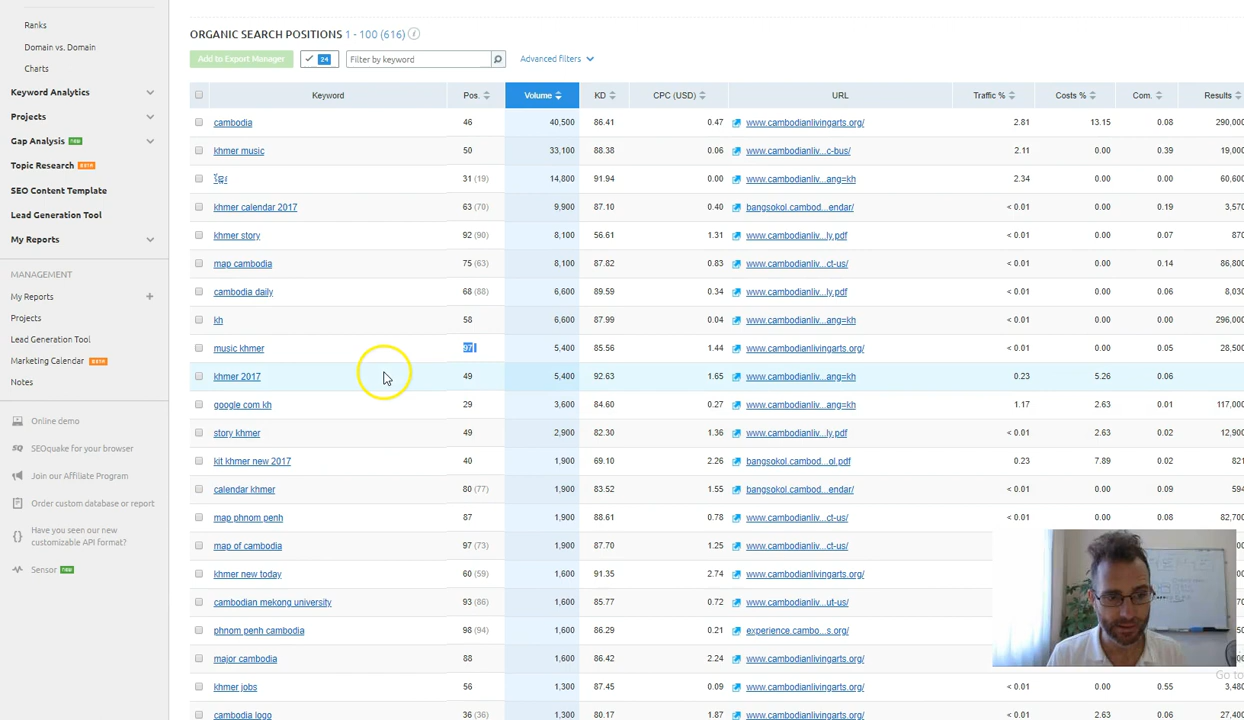 Ranks
Domain vs. Domain
Charts
Keyword Analytics
Projects
Gap Analysis new
Topic Research BETA
SEO Content Template
Lead Generation Tool
My Reports
MANAGEMENT
My Reports +
Projects
Lead Generation Tool
Marketing Calendar BETA
Notes
Online demo
SEOquake for your browser
Join our Affiliate Program
Order custom database or report
Have you seen our new
customizable API format?
Sensor new
ORGANIC SEARCH POSITIONS 1 - 100 (616) i
Add to Export Manager 24 Filter by keyword Advanced filters
Keyword Pos. Volume KD CPC (USD) URL Traffic % Costs % Com. Results
cambodia 46 40,500 86.41 0.47 www.cambodianlivingarts.org/ 2.81 13.15 0.08 290,000
khmer music 50 33,100 88.38 0.06 www.cambodianliv...c-bus/ 2.11 0.00 0.39 19,000
ខ្មែរ 31 (19) 14,800 91.94 0.00 www.cambodianliv...ang=kh 2.34 0.00 0.00 60,600
khmer calendar 2017 63 (70) 9,900 87.10 0.40 bangsokol.cambod...endar/ < 0.01 0.00 0.19 3,570
khmer story 92 (90) 8,100 56.61 1.31 www.cambodianliv...ly.pdf < 0.01 0.00 0.07 870
map cambodia 75 (63) 8,100 87.82 0.83 www.cambodianliv...ct-us/ < 0.01 0.00 0.14 86,800
cambodia daily 68 (88) 6,600 89.59 0.34 www.cambodianliv...ly.pdf < 0.01 0.00 0.04 8,030
kh 58 6,600 87.99 0.04 www.cambodianliv...ang=kh < 0.01 0.00 0.06 296,000
music khmer 97 5,400 85.56 1.44 www.cambodianlivingarts.org/ < 0.01 0.00 0.05 28,500
khmer 2017 49 5,400 92.63 1.65 www.cambodianliv...ang=kh 0.23 5.26 0.06
google com kh 29 3,600 84.60 0.27 www.cambodianliv...ang=kh 1.17 2.63 0.01 117,000
story khmer 49 2,900 82.30 1.36 www.cambodianliv...ly.pdf < 0.01 2.63 0.02 12,900
kit khmer new 2017 40 1,900 69.10 2.26 bangsokol.cambod...ol.pdf 0.23 7.89 0.02 821
calendar khmer 80 (77) 1,900 83.52 1.55 bangsokol.cambod...endar/ < 0.01 0.00 0.09 594
map phnom penh 87 1,900 88.61 0.78 www.cambodianliv...ct-us/ < 0.01 0.00 0.08 82,700
map of cambodia 97 (73) 1,900 87.70 1.25 www.cambodianliv...ct-us/
khmer new today 60 (59) 1,600 91.35 2.74 www.cambodianlivingarts.org/
cambodian mekong university 93 (86) 1,600 85.77 0.72 www.cambodianliv...ut-us/
phnom penh cambodia 98 (94) 1,600 86.29 0.21 experience.cambo...s.org/
major cambodia 88 1,600 86.42 2.24 www.cambodianlivingarts.org/
khmer jobs 56 1,300 87.45 0.09 www.cambodianlivingarts.org/ < 0.01 0.00 0.55 3,480
cambodia logo 36 (36) 1,300 80.17 1.87 www.cambodianlivingarts.org/ < 0.01 2.63 0.06 27,400
Go to